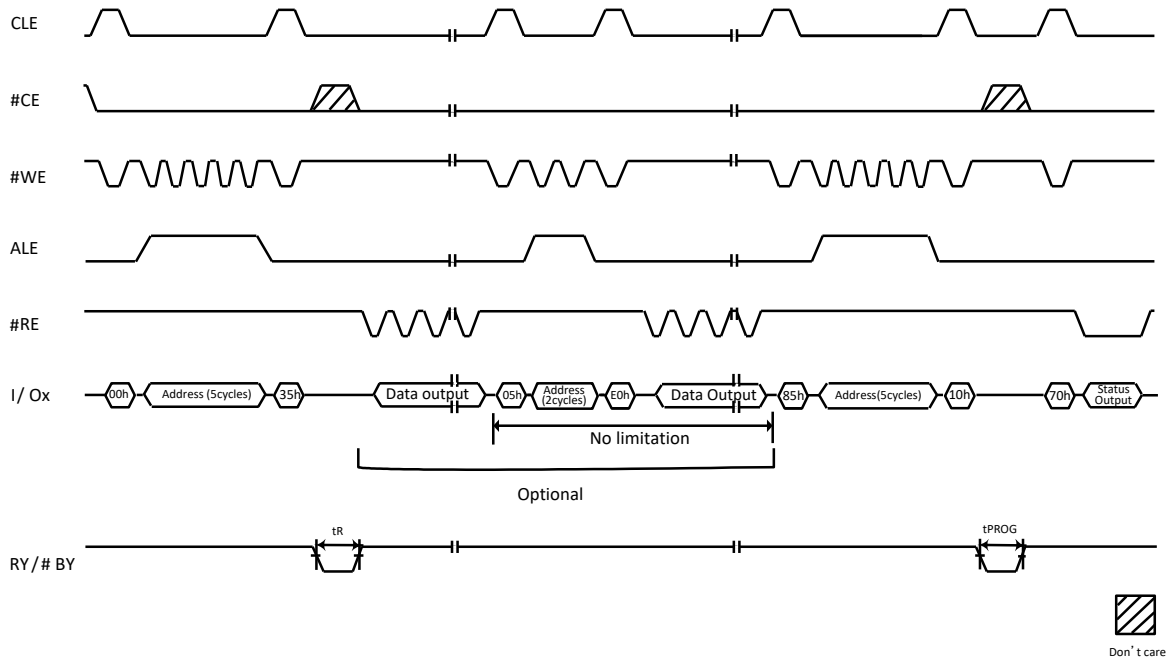 CLE
#CE
#WE
ALE
#RE
I/ Ox
00h
Address (5cycles)
35h
Data output
05h
Address
(2cycles)
E0h
Data Output
85h
Address(5cycles)
10h
70h
Status
Output
No limitation
Optional
tR
tPROG
RY/# BY
Don't care